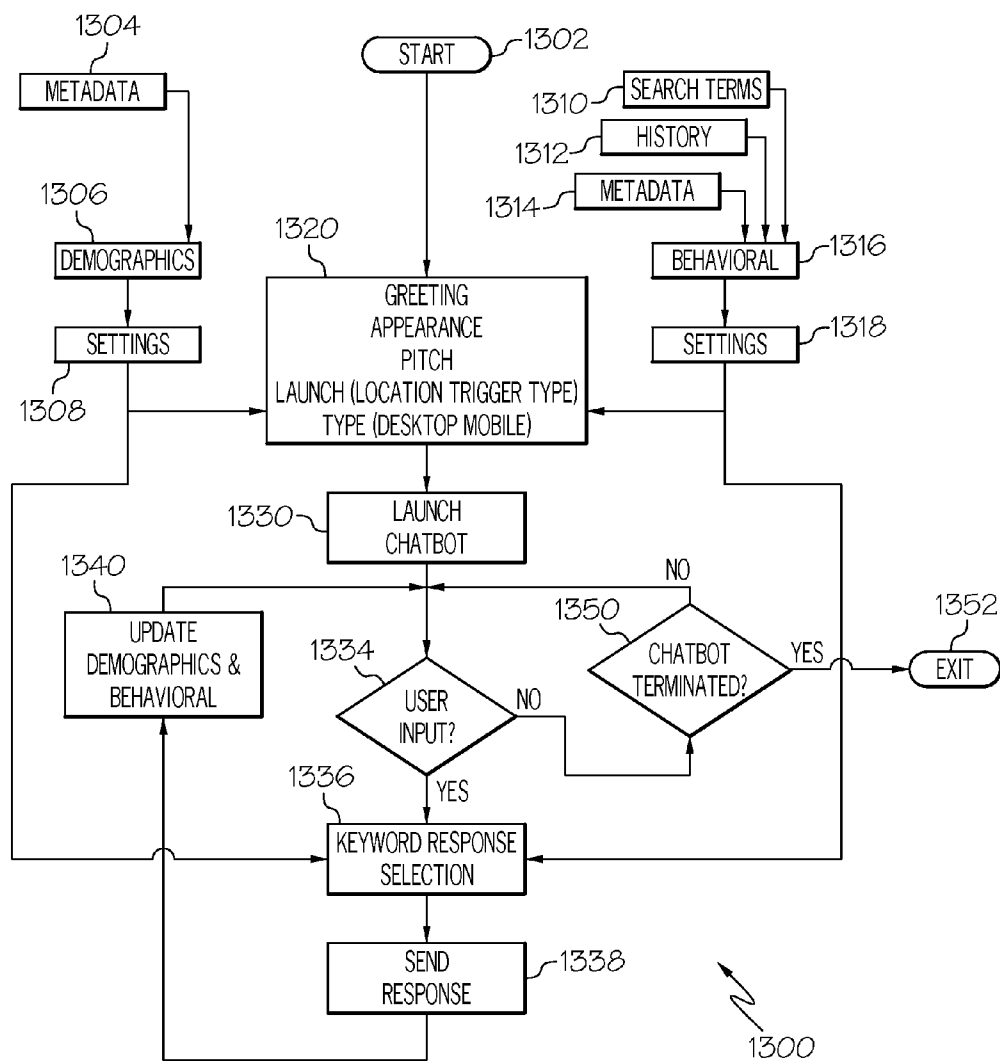 1304
METADATA
START
1302
1310
SEARCH TERMS
1312
HISTORY
1314
METADATA
1306
DEMOGRAPHICS
1320
GREETING
APPEARANCE
PITCH
LAUNCH (LOCATION TRIGGER TYPE)
TYPE (DESKTOP MOBILE)
BEHAVIORAL
1316
SETTINGS
1308
SETTINGS
1318
1330
LAUNCH
CHATBOT
1340
UPDATE
DEMOGRAPHICS &
BEHAVIORAL
1334
USER
INPUT?
NO
YES
NO
1350
CHATBOT
TERMINATED?
YES
1352
EXIT
1336
KEYWORD RESPONSE
SELECTION
SEND
RESPONSE
1338
1300